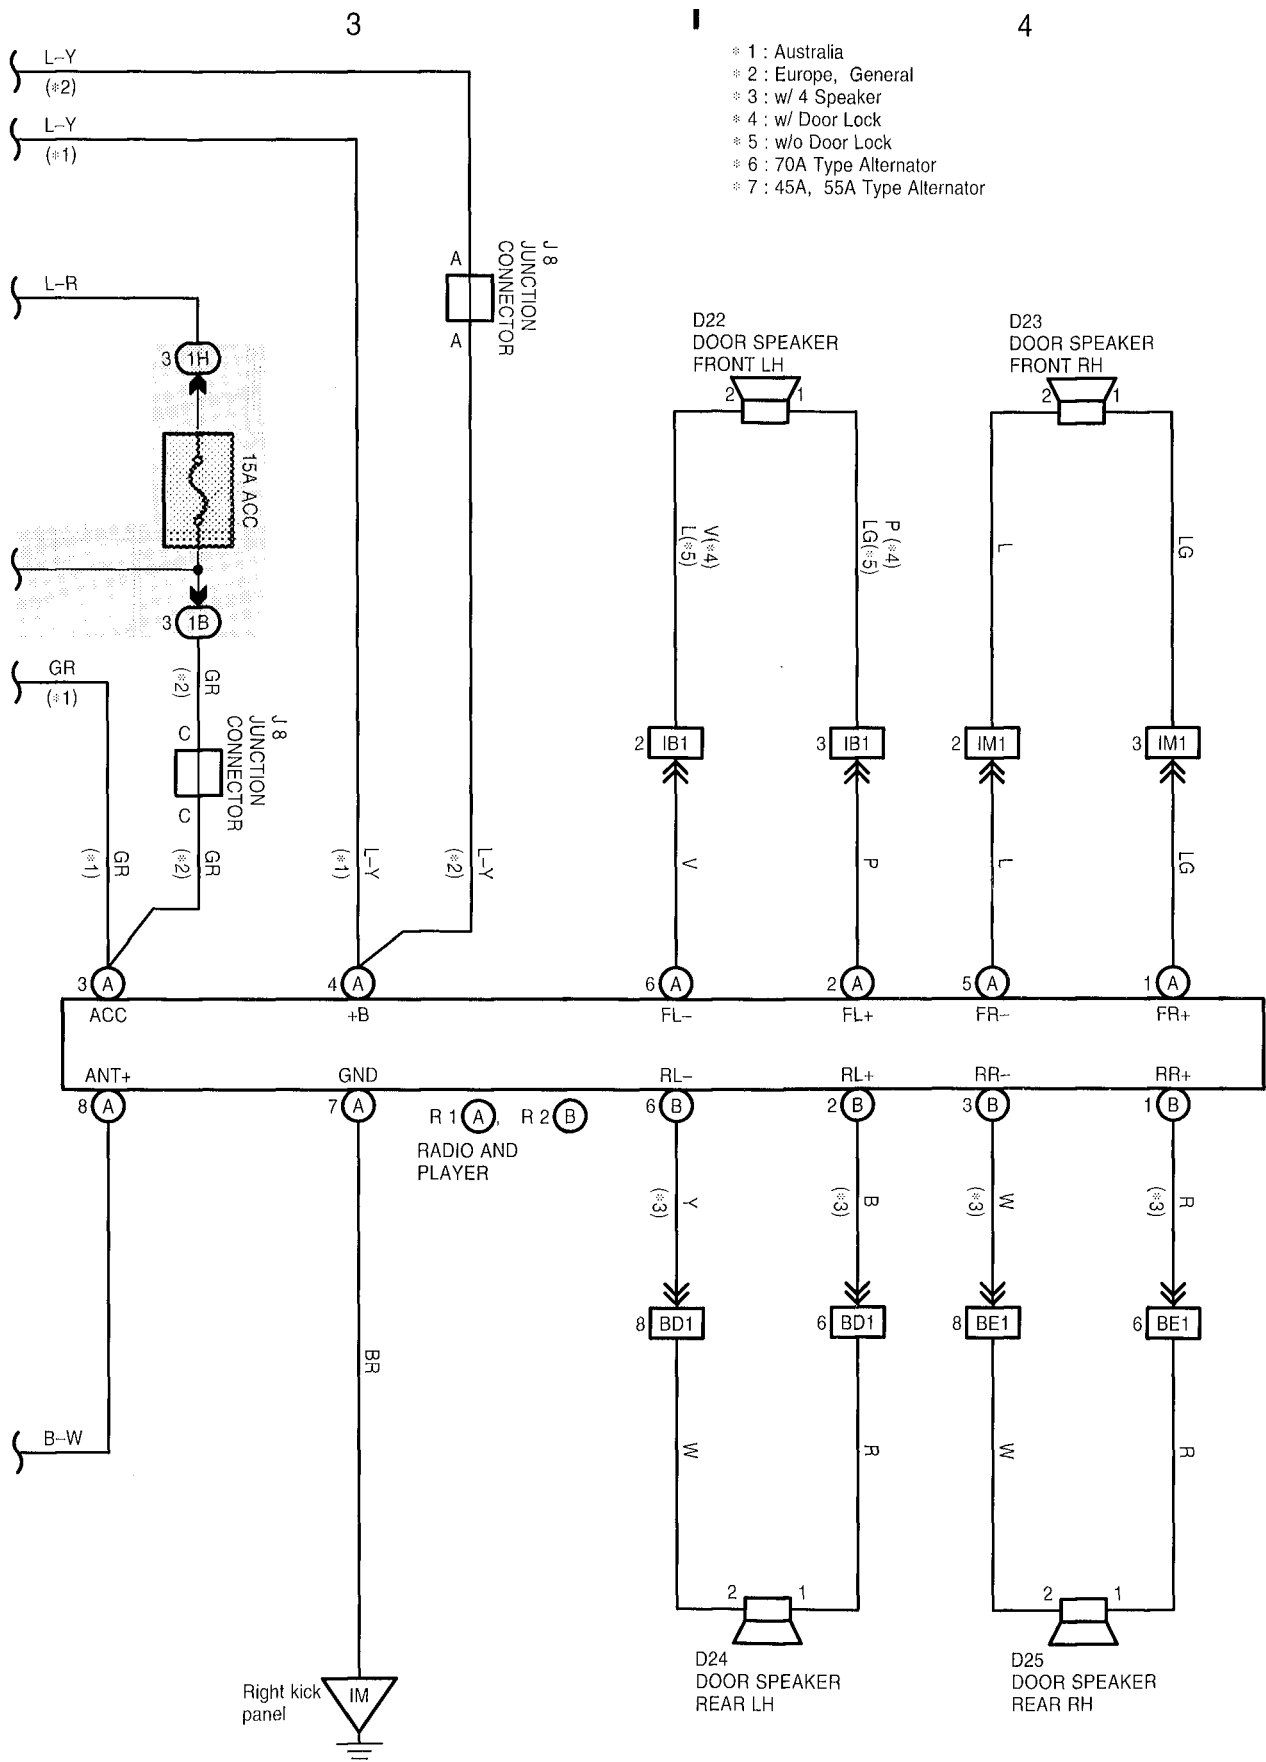 3
4
L-Y
(*2)
L-Y
(*1)
* 1 : Australia
* 2 : Europe, General
* 3 : w/ 4 Speaker
* 4 : w/ Door Lock
* 5 : w/o Door Lock
* 6 : 70A Type Alternator
* 7 : 45A, 55A Type Alternator
J 8
JUNCTION
CONNECTOR
A
A
L-R
3 1H
15A ACC
3 1B
GR
(*1)
GR
(*2)
J 8
JUNCTION
CONNECTOR
C
C
GR
(*1)
GR
(*2)
L-Y
(*1)
L-Y
(*2)
D22
DOOR SPEAKER
FRONT LH
2 1
D23
DOOR SPEAKER
FRONT RH
2 1
V(*4)
L(*5)
P(*4)
LG(*5)
L
LG
2 IB1
3 IB1
2 IM1
3 IM1
V
P
L
LG
3 A
4 A
6 A
2 A
5 A
1 A
ACC
+B
FL-
FL+
FR-
FR+
ANT+
GND
RL-
RL+
RR-
RR+
8 A
7 A
6 B
2 B
3 B
1 B
R 1 A, R 2 B
RADIO AND
PLAYER
Y
(*3)
B
(*3)
W
(*3)
R
(*3)
8 BD1
6 BD1
8 BE1
6 BE1
BR
B-W
W
R
W
R
2 1
D24
DOOR SPEAKER
REAR LH
2 1
D25
DOOR SPEAKER
REAR RH
Right kick
panel
IM